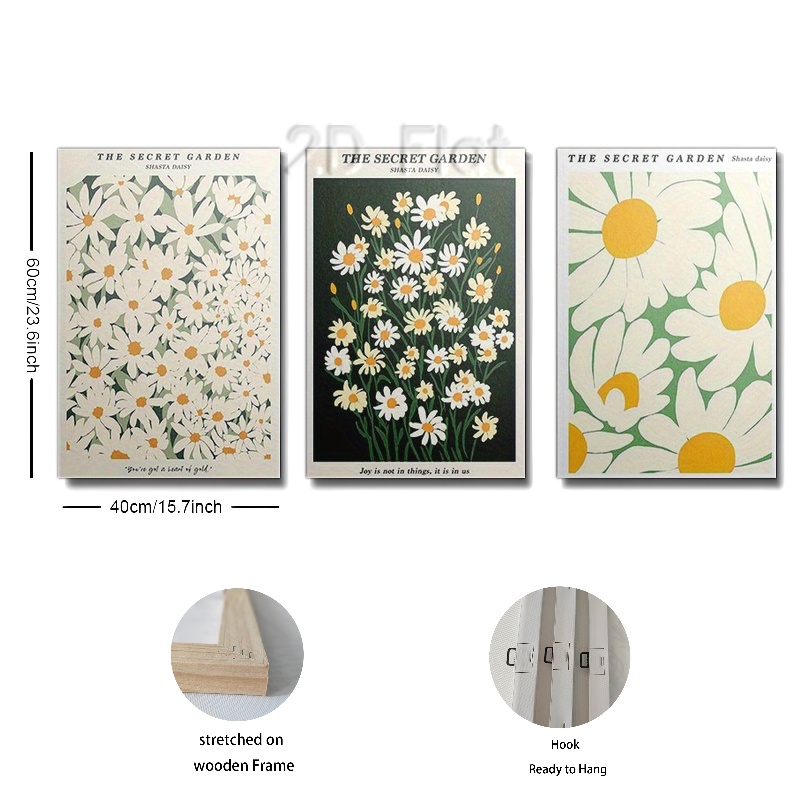 2D Flat
THE SECRET GARDEN
SHASTA DAISY
"You've got a heart of gold."
THE SECRET GARDEN
SHASTA DAISY
Joy is not in things, it is in us
THE SECRET GARDEN Shasta daisy
60cm/23.6inch
40cm/15.7inch
stretched on
wooden Frame
Hook
Ready to Hang